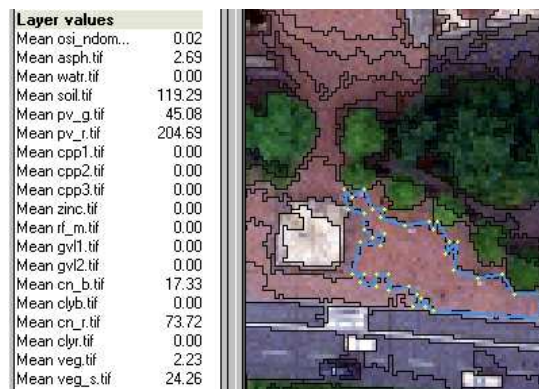 Layer values
Mean osi_ndom... 0.02
Mean asph.tif 2.69
Mean watr.tif 0.00
Mean soil.tif 119.29
Mean pv_g.tif 45.08
Mean pv_r.tif 204.69
Mean cpp1.tif 0.00
Mean cpp2.tif 0.00
Mean cpp3.tif 0.00
Mean zinc.tif 0.00
Mean rf_m.tif 0.00
Mean gvl1.tif 0.00
Mean gvl2.tif 0.00
Mean cn_b.tif 17.33
Mean clyb.tif 0.00
Mean cn_r.tif 73.72
Mean clyr.tif 0.00
Mean veg.tif 2.23
Mean veg_s.tif 24.26